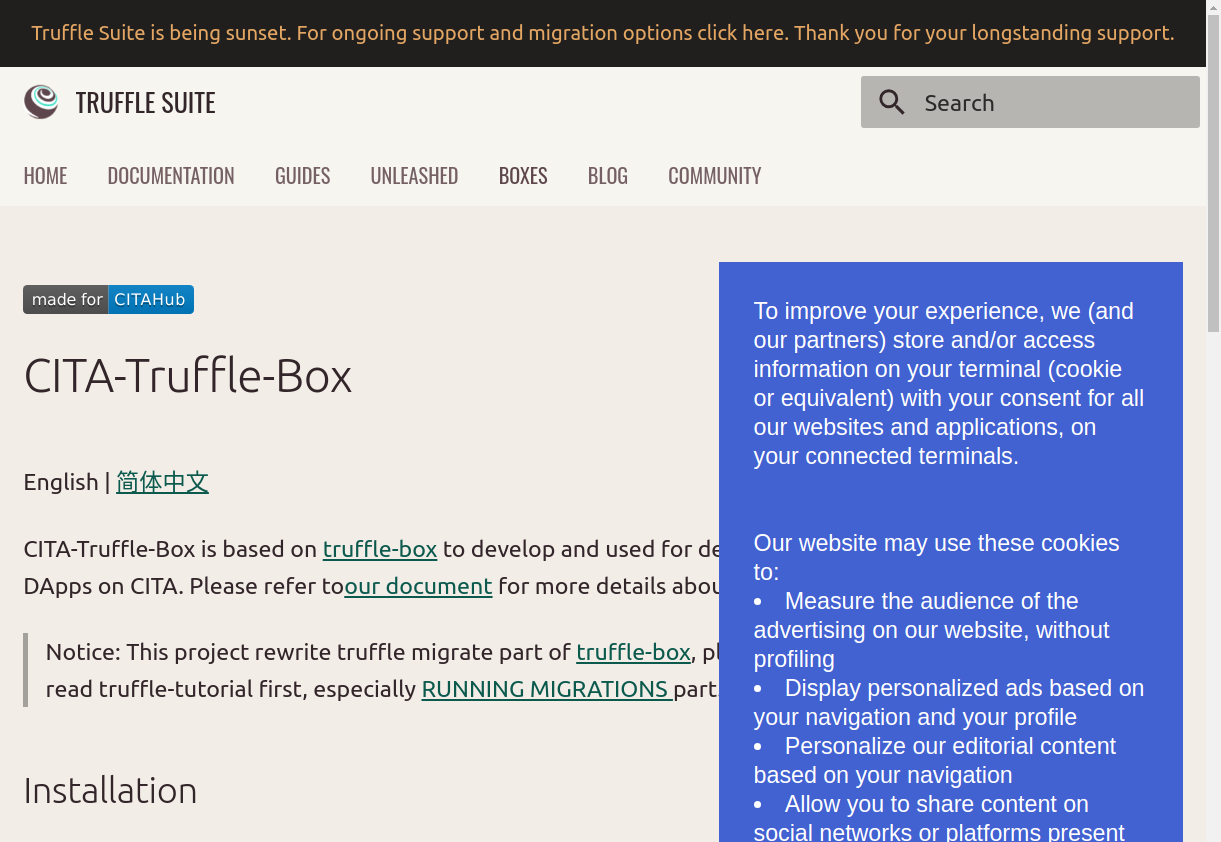 Truffle Suite is being sunset. For ongoing support and migration options click here. Thank you for your longstanding support.
TRUFFLE SUITE
Search
HOME DOCUMENTATION GUIDES UNLEASHED BOXES BLOG COMMUNITY
made for CITAHub
CITA-Truffle-Box
English | 简体中文
CITA-Truffle-Box is based on truffle-box to develop and used for
DApps on CITA. Please refer toour document for more details
Notice: This project rewrite truffle migrate part of truffle-box,
read truffle-tutorial first, especially RUNNING MIGRATIONS part.
Installation
To improve your experience, we (and
our partners) store and/or access
information on your terminal (cookie
or equivalent) with your consent for all
our websites and applications, on
your connected terminals.
Our website may use these cookies
to:
• Measure the audience of the
advertising on our website, without
profiling
• Display personalized ads based on
your navigation and your profile
• Personalize our editorial content
based on your navigation
• Allow you to share content on
social networks or platforms present